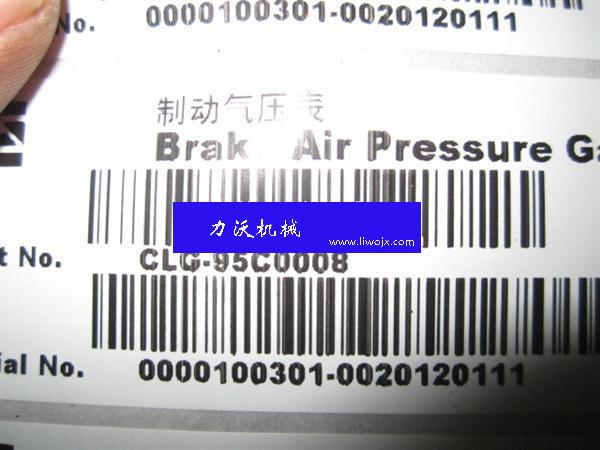 No.
0000100301-0020120111
制动气压表
Brake Air Pressure
力沃机械
www.liwojx.com
t No.
CLG-95C0008
ial No.
0000100301-0020120111